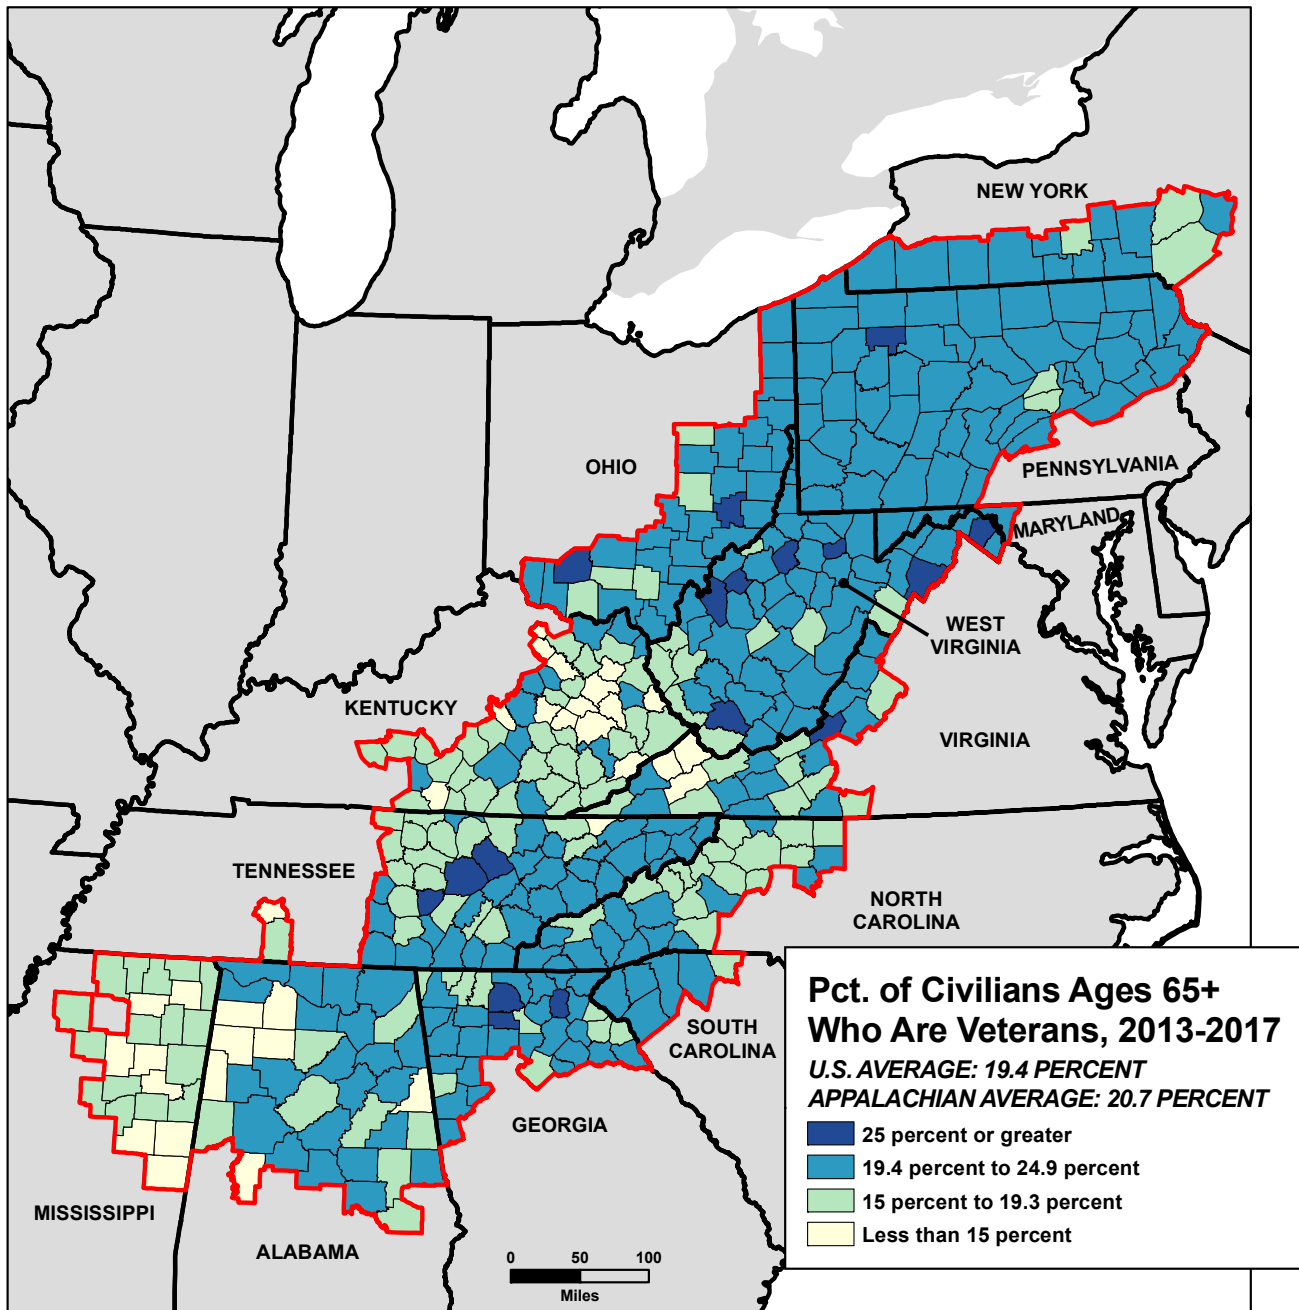 NEW YORK
OHIO
PENNSYLVANIA
MARYLAND
WEST
VIRGINIA
KENTUCKY
VIRGINIA
TENNESSEE
NORTH
CAROLINA
SOUTH
CAROLINA
GEORGIA
MISSISSIPPI
ALABAMA
0 50 100
Miles
Pct. of Civilians Ages 65+
Who Are Veterans, 2013-2017
U.S. AVERAGE: 19.4 PERCENT
APPALACHIAN AVERAGE: 20.7 PERCENT
25 percent or greater
19.4 percent to 24.9 percent
15 percent to 19.3 percent
Less than 15 percent